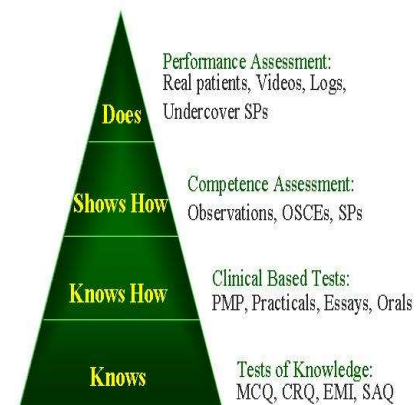 Performance Assessment:
Real patients, Videos, Logs,
Undercover SPs
Does
Competence Assessment:
Observations, OSCEs, SPs
Shows How
Clinical Based Tests:
PMP, Practicals, Essays, Orals
Knows How
Tests of Knowledge:
MCQ, CRQ, EMI, SAQ
Knows